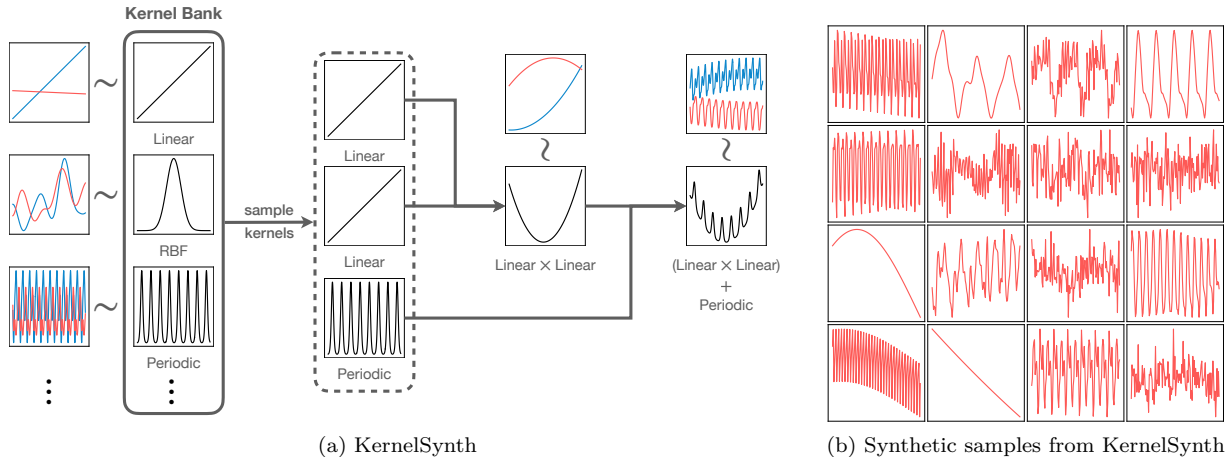 Kernel Bank
Linear
RBF
Periodic
sample
kernels
Linear
Linear
Periodic
Linear × Linear
(Linear × Linear)
+
Periodic
(a) KernelSynth
(b) Synthetic samples from KernelSynth